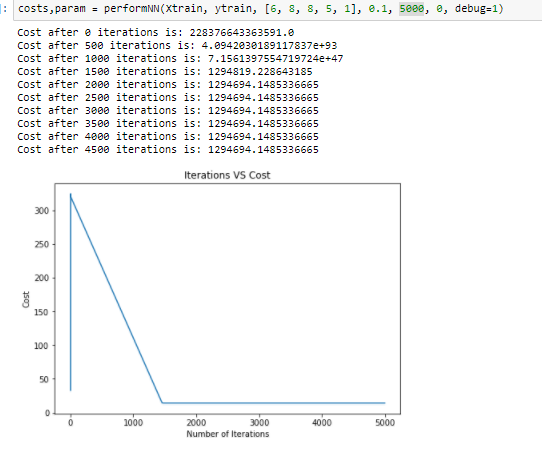 ]: costs,param = performNN(Xtrain, ytrain, [6, 8, 8, 5, 1], 0.1, 5000, 0, debug=1)
Cost after 0 iterations is: 228376643363591.0
Cost after 500 iterations is: 4.0942030189117837e+93
Cost after 1000 iterations is: 7.1561397554719724e+47
Cost after 1500 iterations is: 1294819.228643185
Cost after 2000 iterations is: 1294694.1485336665
Cost after 2500 iterations is: 1294694.1485336665
Cost after 3000 iterations is: 1294694.1485336665
Cost after 3500 iterations is: 1294694.1485336665
Cost after 4000 iterations is: 1294694.1485336665
Cost after 4500 iterations is: 1294694.1485336665
Iterations VS Cost
300
250
200
150
100
50
0
Cost
0 1000 2000 3000 4000 5000
Number of Iterations